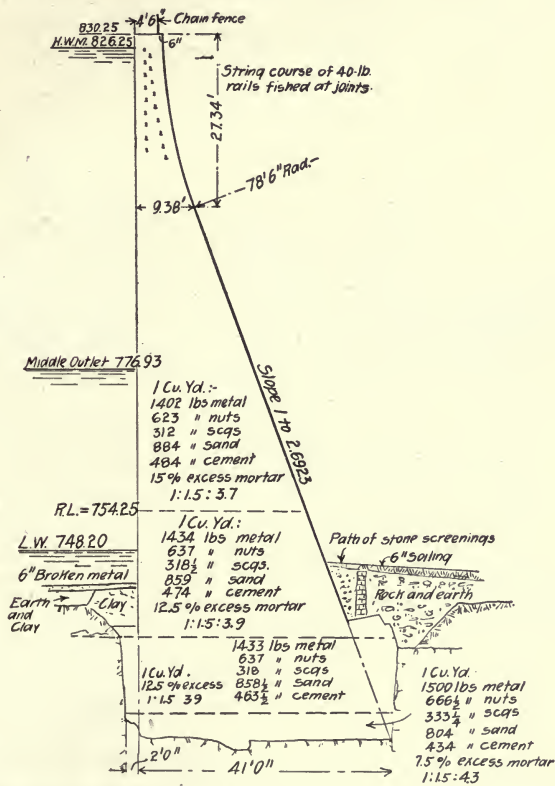 4'6" Chain fence
830.25
H.W.M. 826.25
6"
String course of 40-lb.
rails fished at joints.
27.34'
78'6" Rad.-
9.38'
Middle Outlet 776.93
Slope 1 to 2.6923
1 Cu. Yd.:-
1402 lbs metal
623 " nuts
312 " scgs
884 " sand
484 " cement
15% excess mortar
1:1.5:3.7
R.L.=754.25
1 Cu. Yd.:
1434 lbs metal
637 " nuts
318½ " scgs.
859 " sand
474 " cement
12.5% excess mortar
1:1.5:3.9
L.W. 748.20
6" Broken metal
Earth
and
Clay
Clay
Path of stone screenings
6" Soiling
Rock and earth
1433 lbs metal
637 " nuts
318 " scgs
858½ " sand
463½ " cement
1 Cu. Yd.
12.5% excess
1:1.5 3.9
1 Cu. Yd.
1500 lbs metal
666½ " nuts
333¼ " scgs
804 " sand
434 " cement
7.5% excess mortar
1:1.5:4.3
2'0"
41'0"